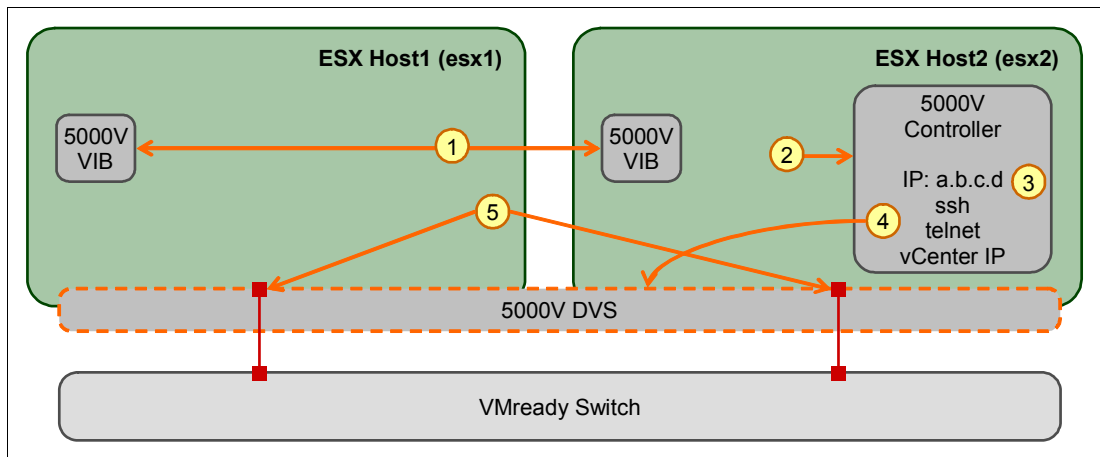 ESX Host1 (esx1)
ESX Host2 (esx2)
5000V
VIB
1
5000V
VIB
2
5000V
Controller
IP: a.b.c.d
3
ssh
4
telnet
vCenter IP
5
5000V DVS
VMready Switch